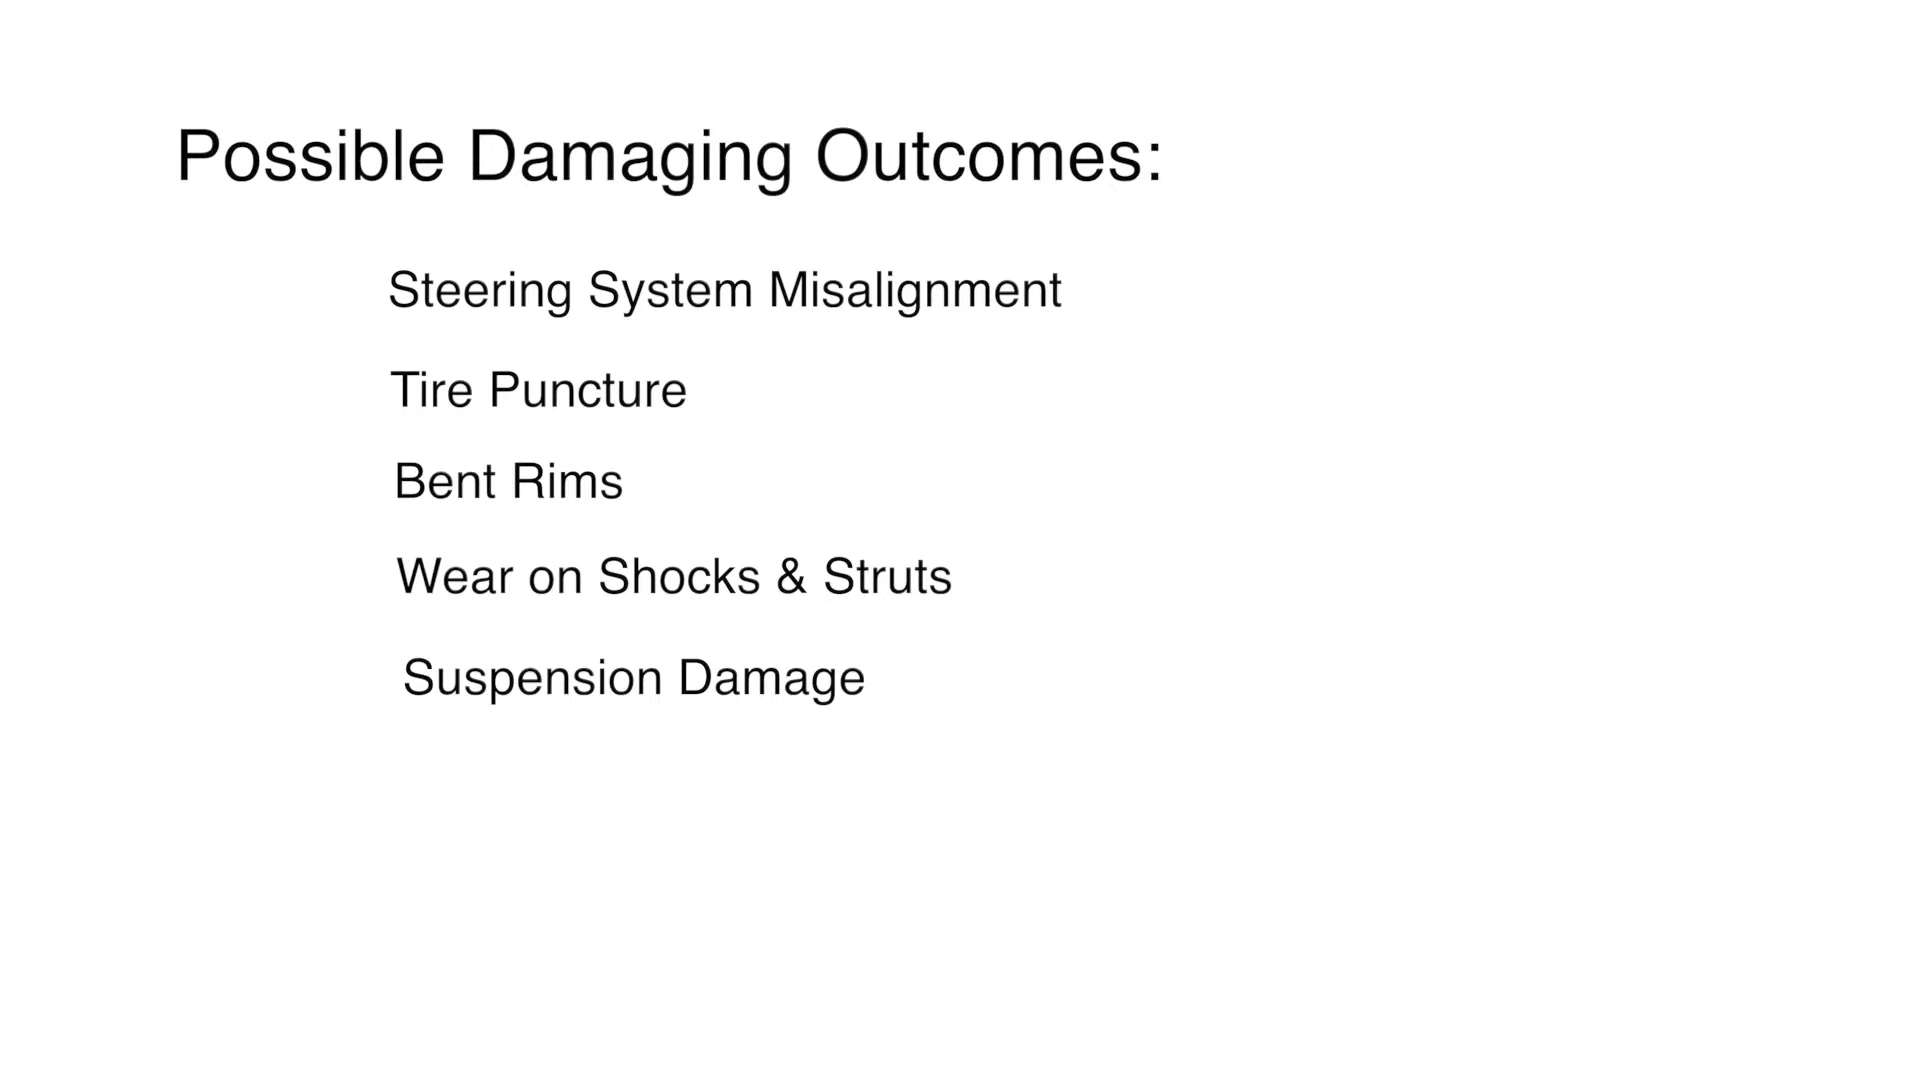 Possible Damaging Outcomes:
Steering System Misalignment
Tire Puncture
Bent Rims
Wear on Shocks & Struts
Suspension Damage